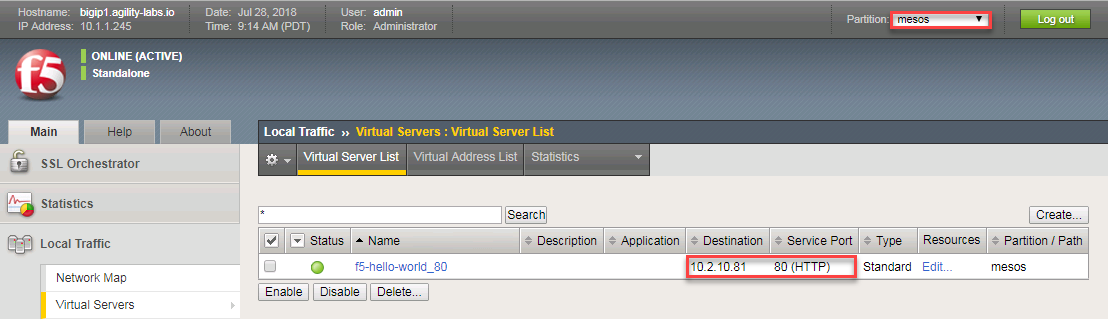 Hostname: bigip1.agility-labs.io Date: Jul 28, 2018 User: admin
IP Address: 10.1.1.245 Time: 9:14 AM (PDT) Role: Administrator
Partition: mesos Log out
f5
ONLINE (ACTIVE)
Standalone
Main Help About
Local Traffic ›› Virtual Servers : Virtual Server List
SSL Orchestrator
Statistics
Local Traffic
Network Map
Virtual Servers
Virtual Server List Virtual Address List Statistics
* Search Create...
Status Name Description Application Destination Service Port Type Resources Partition / Path
f5-hello-world_80 10.2.10.81 80 (HTTP) Standard Edit... mesos
Enable Disable Delete...